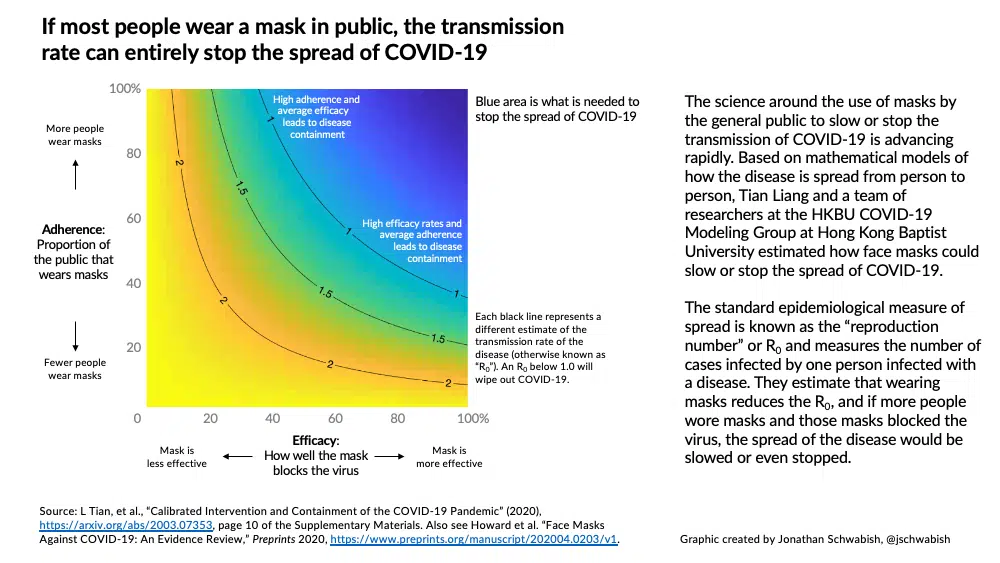 If most people wear a mask in public, the transmission
rate can entirely stop the spread of COVID-19
100%
80
60
40
20
More people
wear masks
Adherence:
Proportion of
the public that
wears masks
Fewer people
wear masks
High adherence and
average efficacy
leads to disease
containment
High efficacy rates and
average adherence
leads to disease
containment
1
1
1
1.5
1.5
1.5
2
2
2
2
Blue area is what is needed to
stop the spread of COVID-19
Each black line represents a
different estimate of the
transmission rate of the
disease (otherwise known as
“R₀”). An R₀ below 1.0 will
wipe out COVID-19.
0
20
40
60
80
100%
Efficacy:
How well the mask
blocks the virus
Mask is
less effective
Mask is
more effective
The science around the use of masks by
the general public to slow or stop the
transmission of COVID-19 is advancing
rapidly. Based on mathematical models of
how the disease is spread from person to
person, Tian Liang and a team of
researchers at the HKBU COVID-19
Modeling Group at Hong Kong Baptist
University estimated how face masks could
slow or stop the spread of COVID-19.
The standard epidemiological measure of
spread is known as the “reproduction
number” or R₀ and measures the number of
cases infected by one person infected with
a disease. They estimate that wearing
masks reduces the R₀, and if more people
wore masks and those masks blocked the
virus, the spread of the disease would be
slowed or even stopped.
Source: L Tian, et al., “Calibrated Intervention and Containment of the COVID-19 Pandemic” (2020),
https://arxiv.org/abs/2003.07353, page 10 of the Supplementary Materials. Also see Howard et al. “Face Masks
Against COVID-19: An Evidence Review,” Preprints 2020, https://www.preprints.org/manuscript/202004.0203/v1.
Graphic created by Jonathan Schwabish, @jschwabish